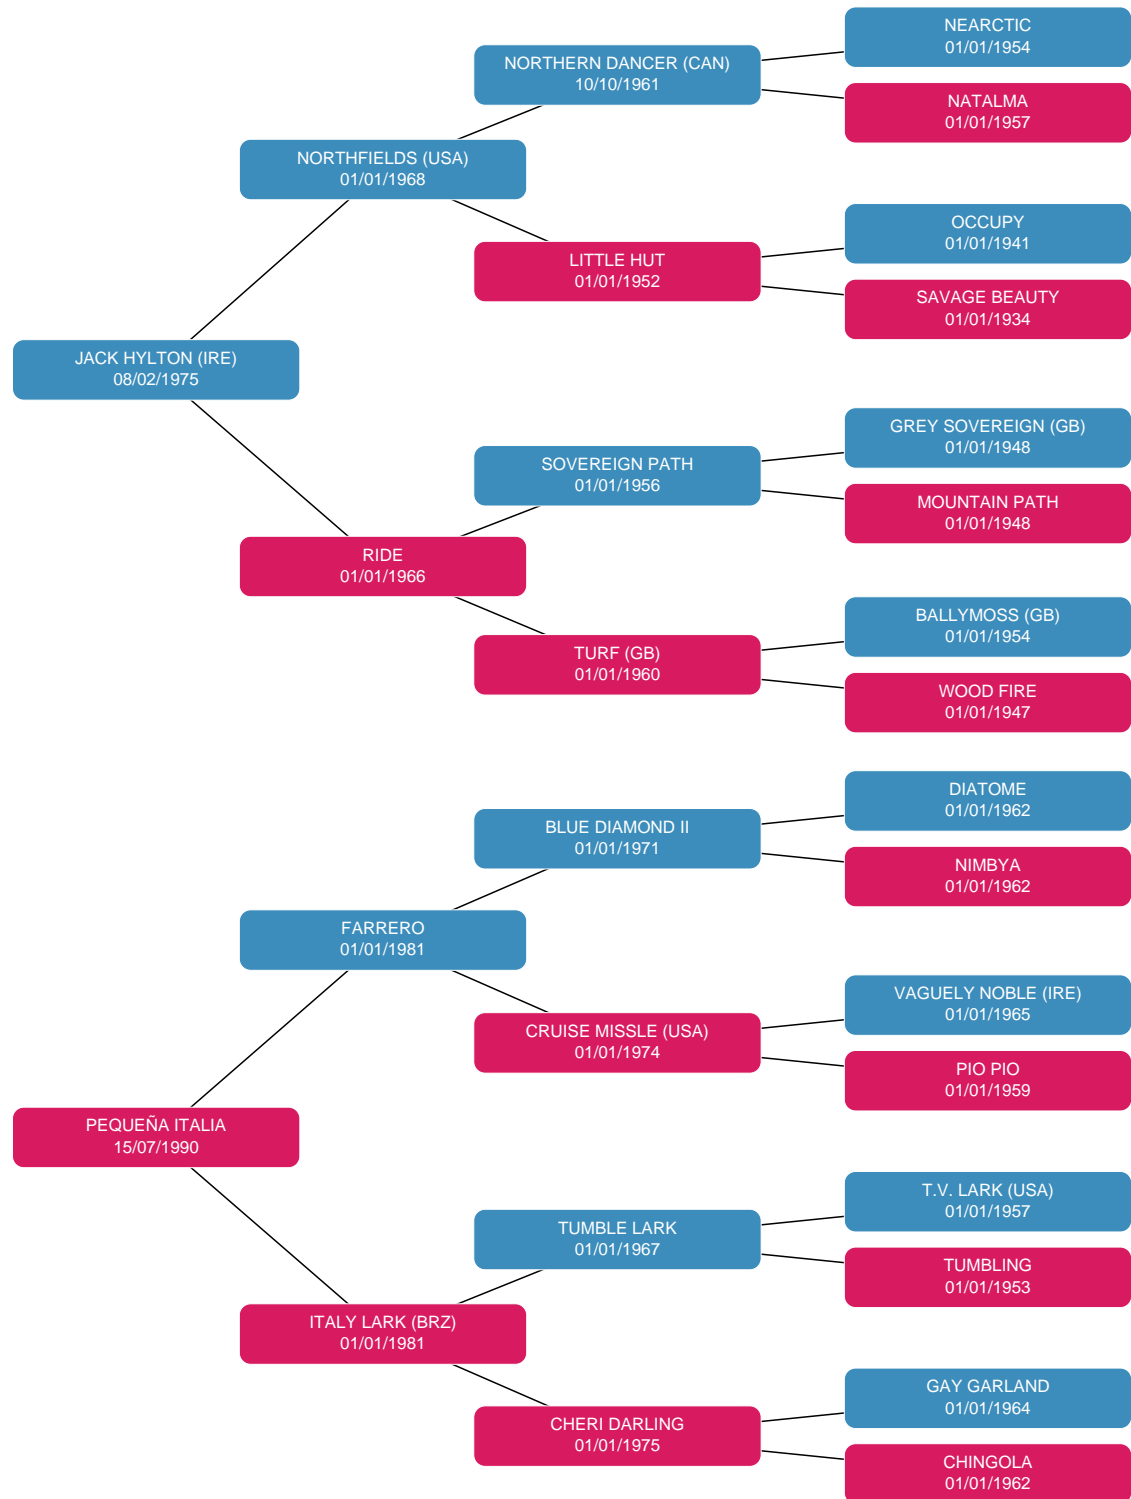 NEARCTIC
01/01/1954
NORTHERN DANCER (CAN)
10/10/1961
NATALMA
01/01/1957
NORTHFIELDS (USA)
01/01/1968
OCCUPY
01/01/1941
LITTLE HUT
01/01/1952
SAVAGE BEAUTY
01/01/1934
JACK HYLTON (IRE)
08/02/1975
GREY SOVEREIGN (GB)
01/01/1948
SOVEREIGN PATH
01/01/1956
MOUNTAIN PATH
01/01/1948
RIDE
01/01/1966
BALLYMOSS (GB)
01/01/1954
TURF (GB)
01/01/1960
WOOD FIRE
01/01/1947
DIATOME
01/01/1962
BLUE DIAMOND II
01/01/1971
NIMBYA
01/01/1962
FARRERO
01/01/1981
VAGUELY NOBLE (IRE)
01/01/1965
CRUISE MISSLE (USA)
01/01/1974
PIO PIO
01/01/1959
PEQUEÑA ITALIA
15/07/1990
T.V. LARK (USA)
01/01/1957
TUMBLE LARK
01/01/1967
TUMBLING
01/01/1953
ITALY LARK (BRZ)
01/01/1981
GAY GARLAND
01/01/1964
CHERI DARLING
01/01/1975
CHINGOLA
01/01/1962